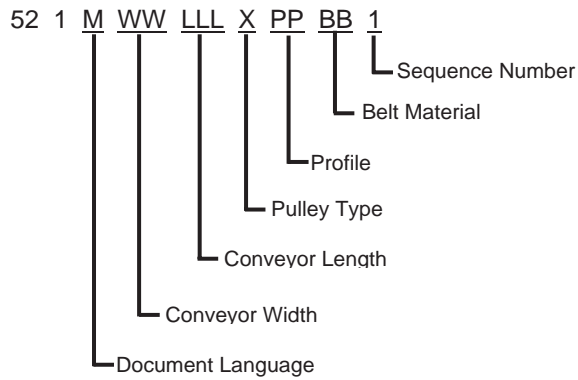 52 1 M WW LLL X PP BB 1
Sequence Number
Belt Material
Profile
Pulley Type
Conveyor Length
Conveyor Width
Document Language